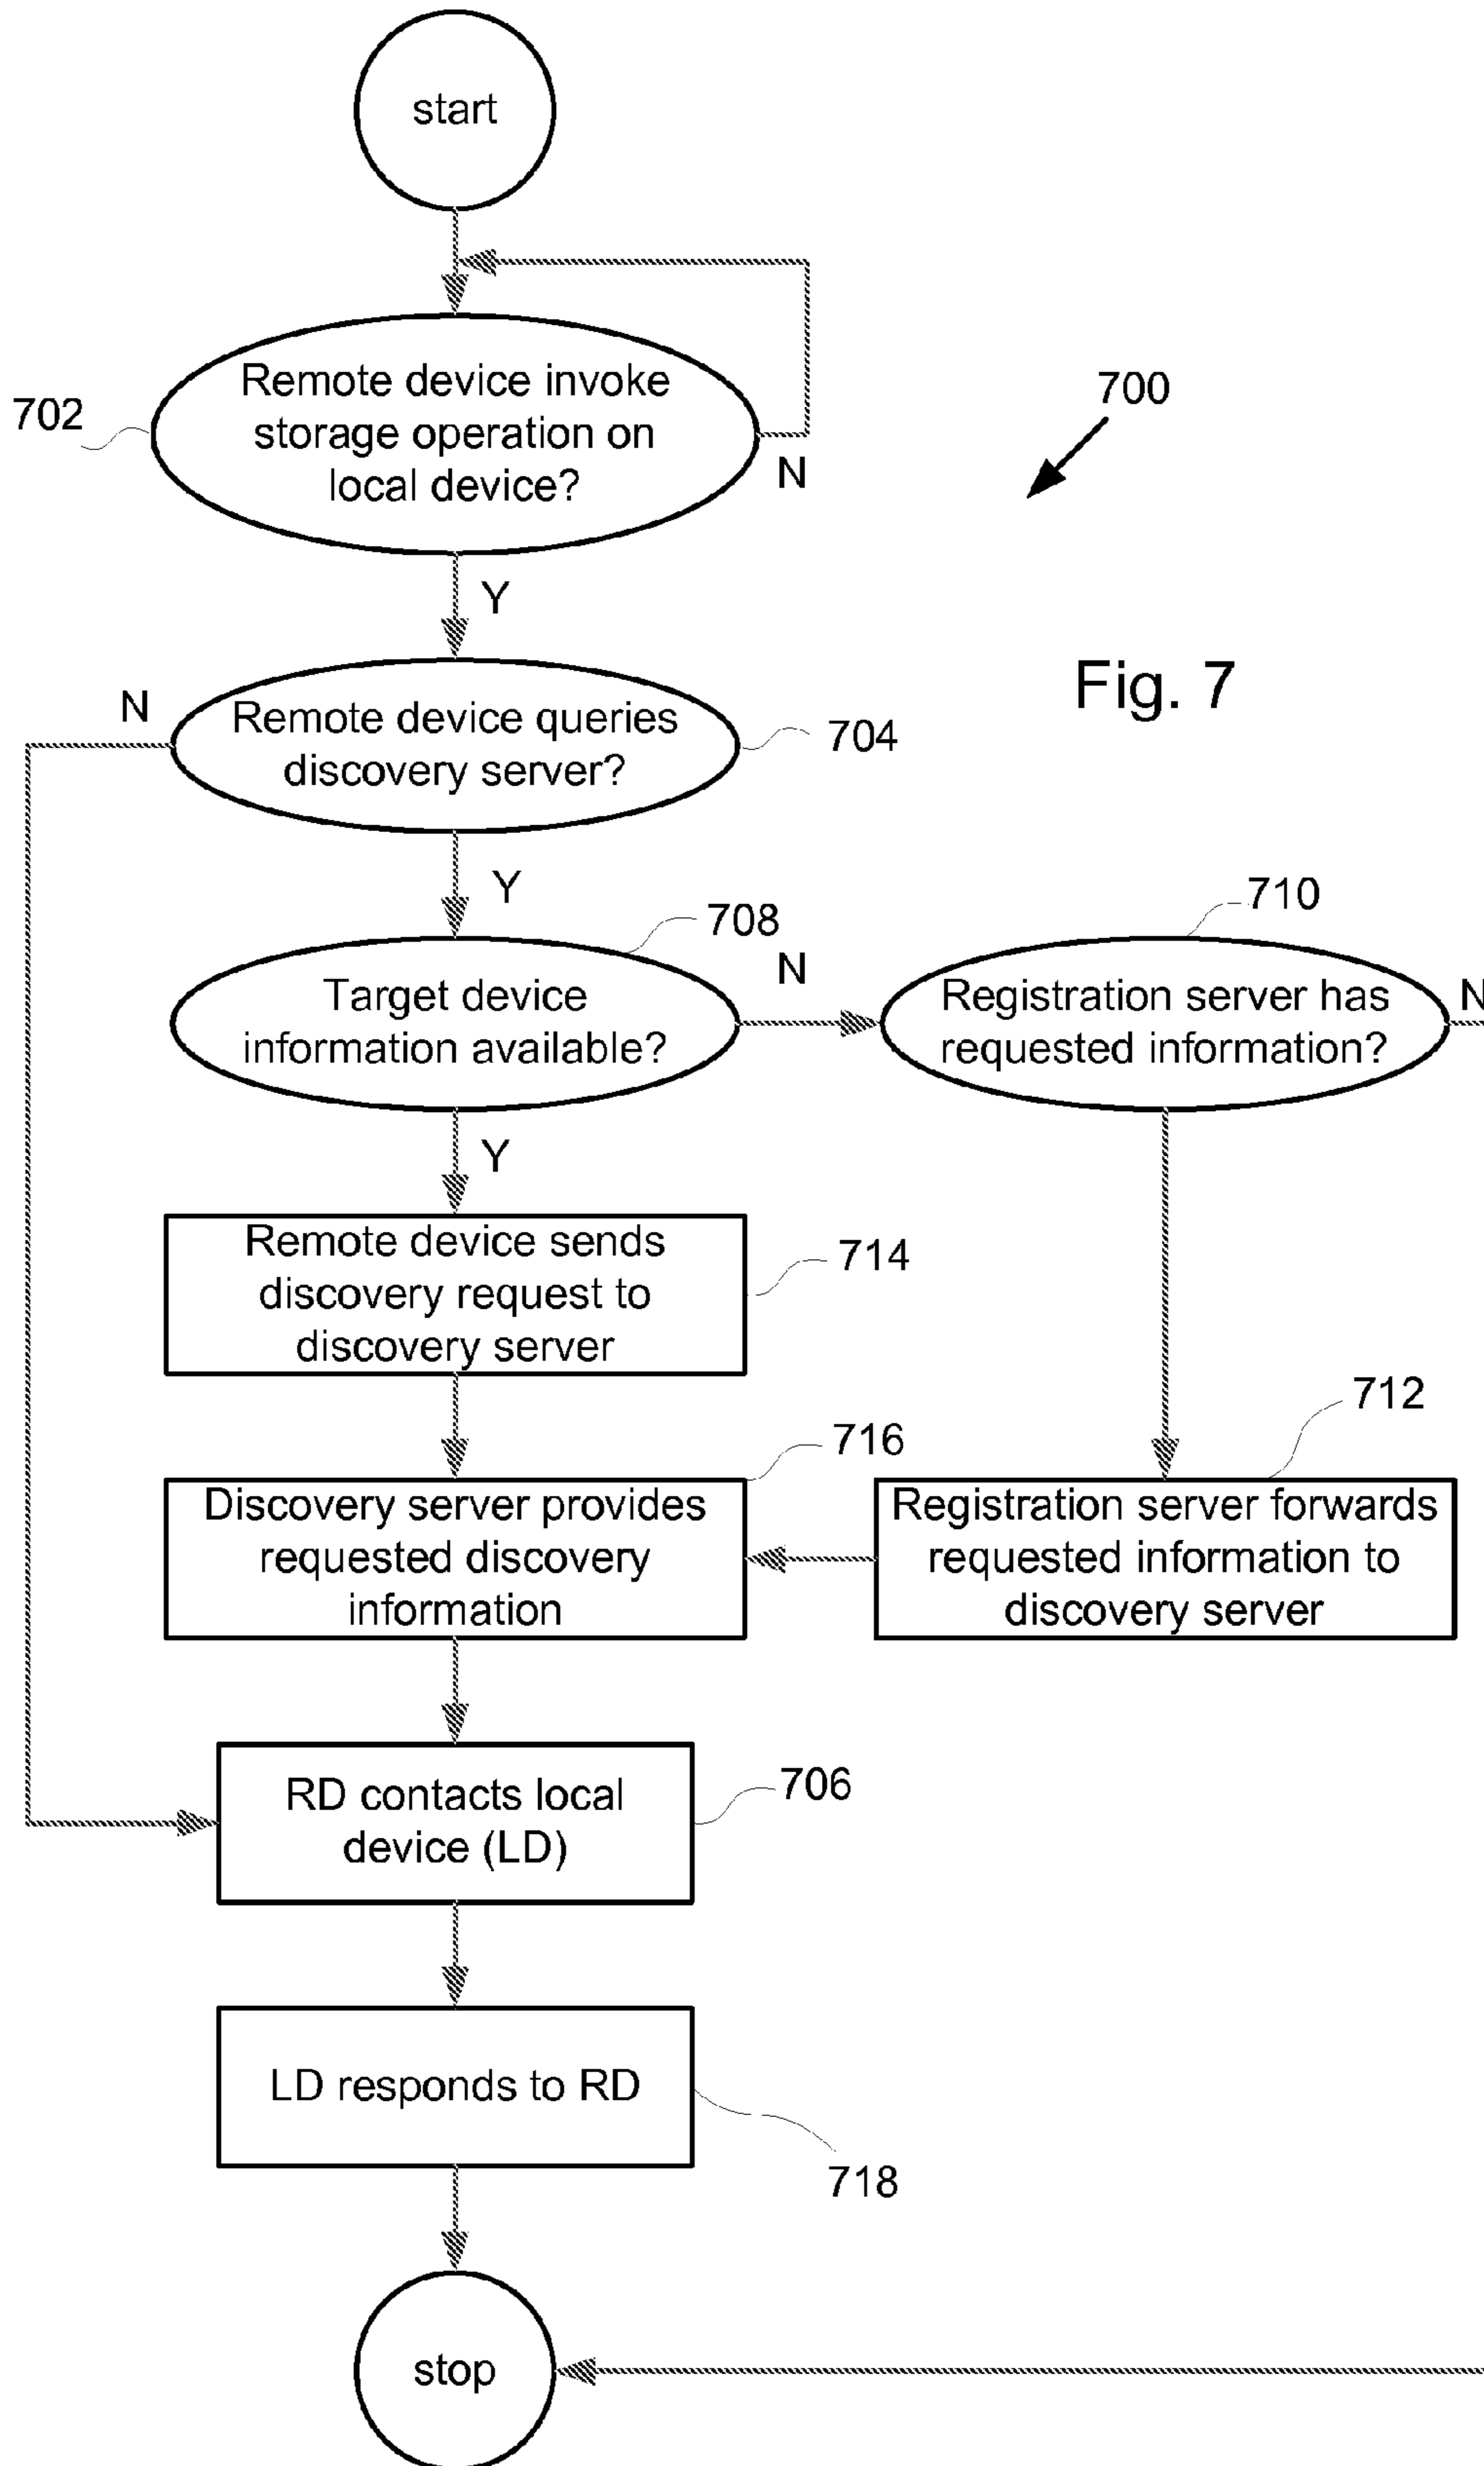 start
Remote device invoke
storage operation on
local device?
702
N
700
Y
Fig. 7
N
Remote device queries
discovery server?
704
Y
708
N
710
Target device
information available?
Registration server has
requested information?
N
Y
Remote device sends
discovery request to
discovery server
714
716
712
Discovery server provides
requested discovery
information
Registration server forwards
requested information to
discovery server
RD contacts local
device (LD)
706
LD responds to RD
718
stop